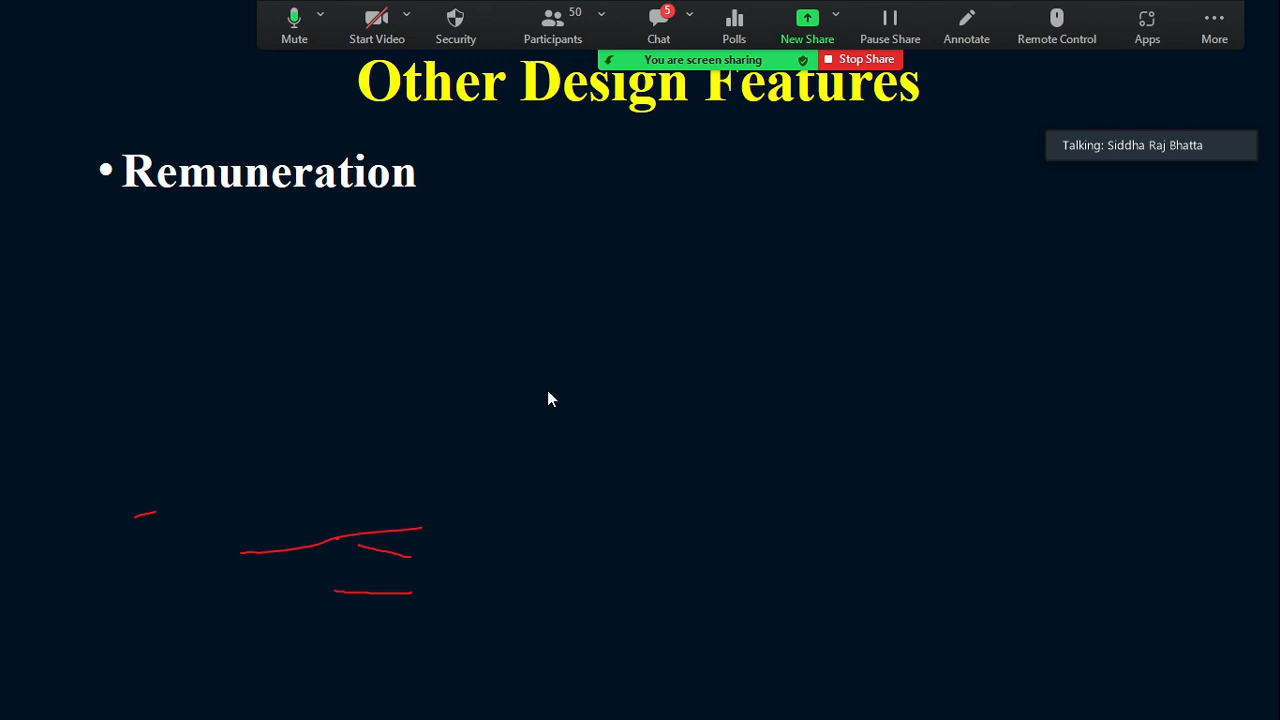 50
5
Mute Start Video Security Participants Chat Polls New Share Pause Share Annotate Remote Control Apps More
You are screen sharing Stop Share
Other Design Features
Talking: Siddha Raj Bhatta
• Remuneration